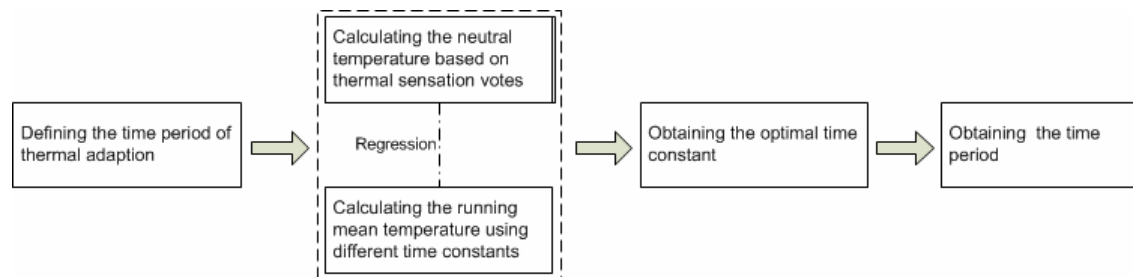 Defining the time period of
thermal adaption
Calculating the neutral
temperature based on
thermal sensation votes
Regression
Calculating the running
mean temperature using
different time constants
Obtaining the optimal time
constant
Obtaining the time
period